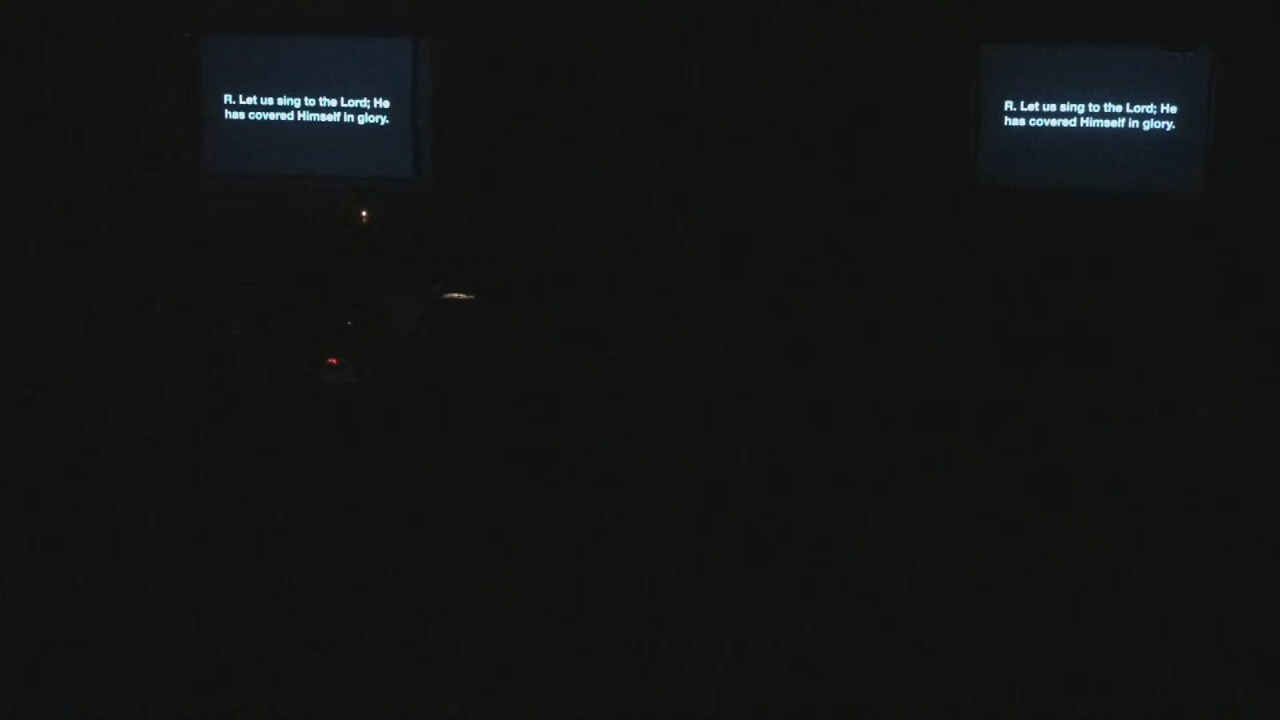 R. Let us sing to the Lord; He
has covered Himself in glory.
R. Let us sing to the Lord; He
has covered Himself in glory.